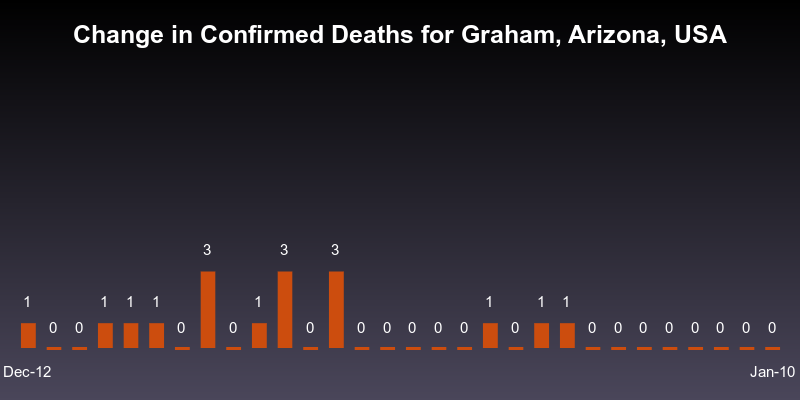 Change in Confirmed Deaths for Graham, Arizona, USA
1 0 0 1 1 1 0 3 0 1 3 0 3 0 0 0 0 0 1 0 1 1 0 0 0 0 0 0 0 0
Dec-12 Jan-10